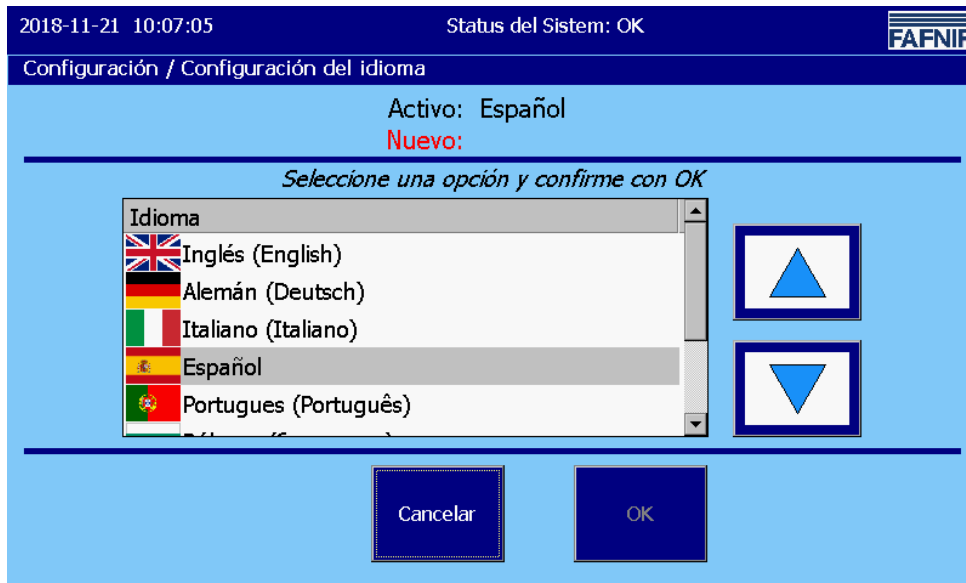 2018-11-21 10:07:05 Status del Sistem: OK
FAFNIR
Configuración / Configuración del idioma
Activo: Español
Nuevo:
Seleccione una opción y confirme con OK
Idioma
Inglés (English)
Alemán (Deutsch)
Italiano (Italiano)
Español
Portugues (Português)
Cancelar OK